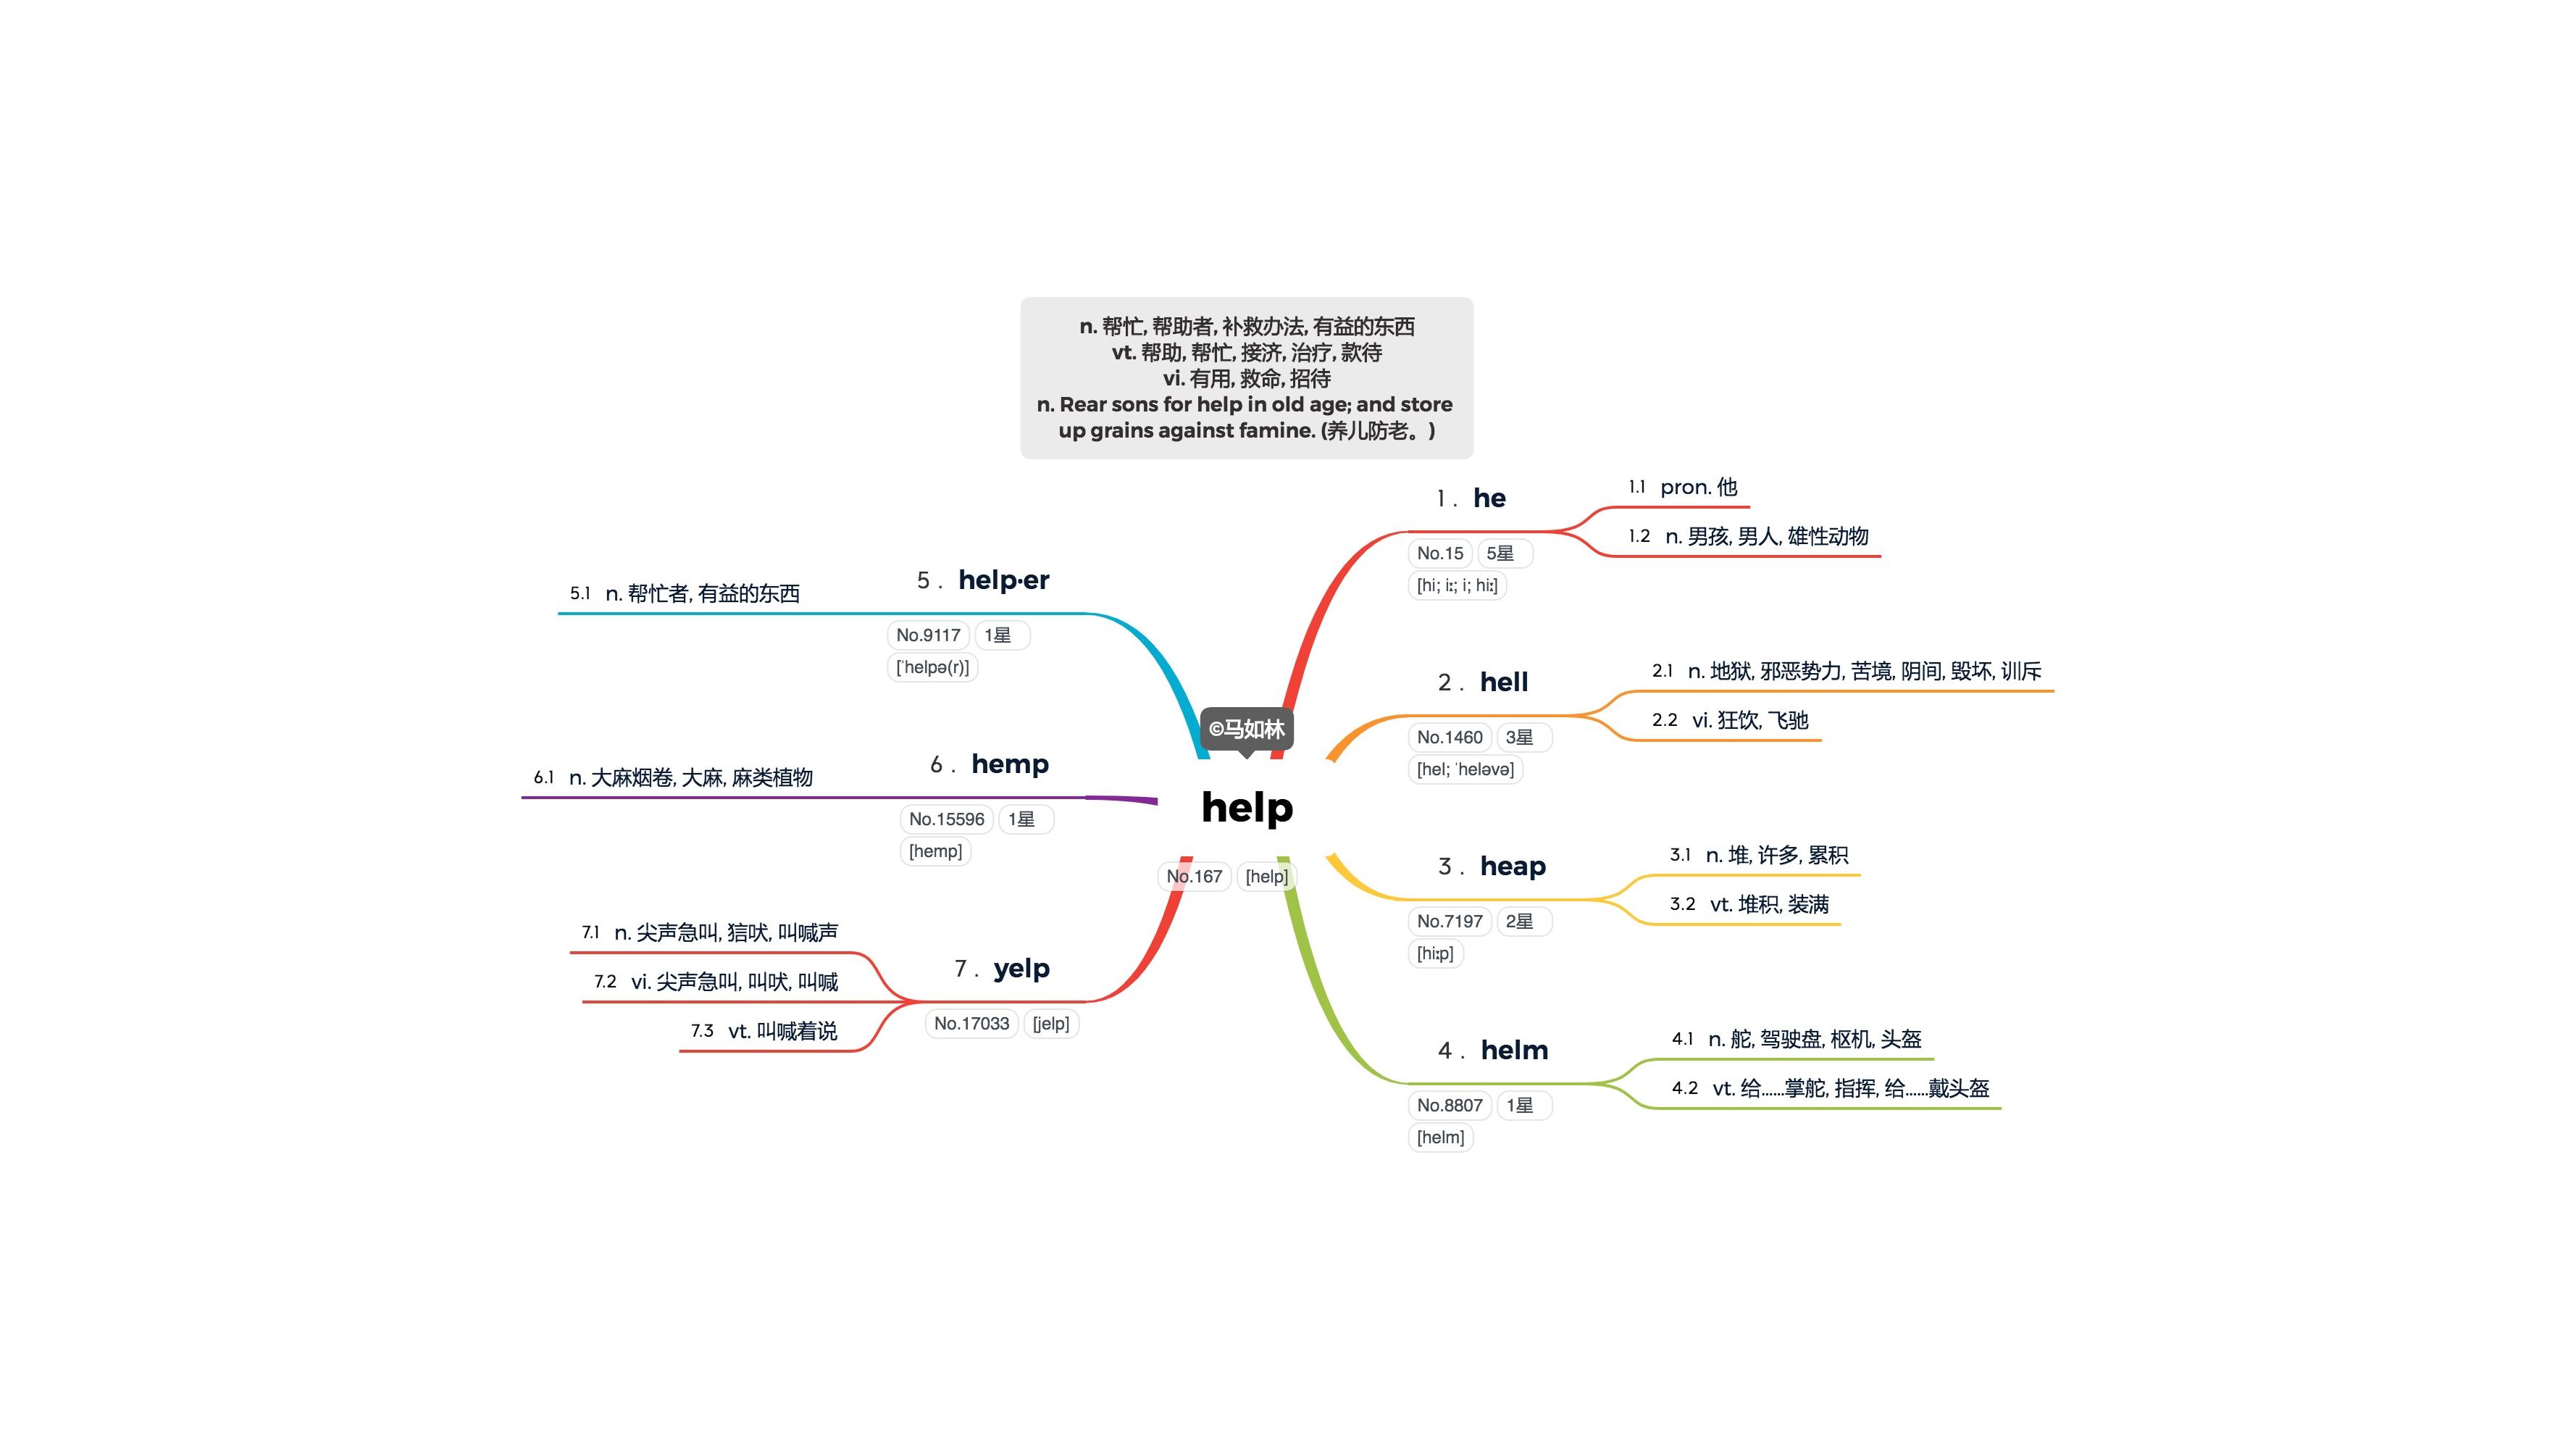 n. 帮忙, 帮助者, 补救办法, 有益的东西
vt. 帮助, 帮忙, 接济, 治疗, 款待
vi. 有用, 救命, 招待
n. Rear sons for help in old age; and store
up grains against famine. (养儿防老。)
©马如林
help
No.167 [help]
1. he
No.15 5星
[hi; iː; i; hiː]
1.1 pron. 他
1.2 n. 男孩, 男人, 雄性动物
2. hell
No.1460 3星
[hel; ˈheləvə]
2.1 n. 地狱, 邪恶势力, 苦境, 阴间, 毁坏, 训斥
2.2 vi. 狂饮, 飞驰
3. heap
No.7197 2星
[hiːp]
3.1 n. 堆, 许多, 累积
3.2 vt. 堆积, 装满
4. helm
No.8807 1星
[helm]
4.1 n. 舵, 驾驶盘, 枢机, 头盔
4.2 vt. 给……掌舵, 指挥, 给……戴头盔
5. help·er
No.9117 1星
[ˈhelpə(r)]
5.1 n. 帮忙者, 有益的东西
6. hemp
No.15596 1星
[hemp]
6.1 n. 大麻烟卷, 大麻, 麻类植物
7. yelp
No.17033 [jelp]
7.1 n. 尖声急叫, 狺吠, 叫喊声
7.2 vi. 尖声急叫, 叫吠, 叫喊
7.3 vt. 叫喊着说